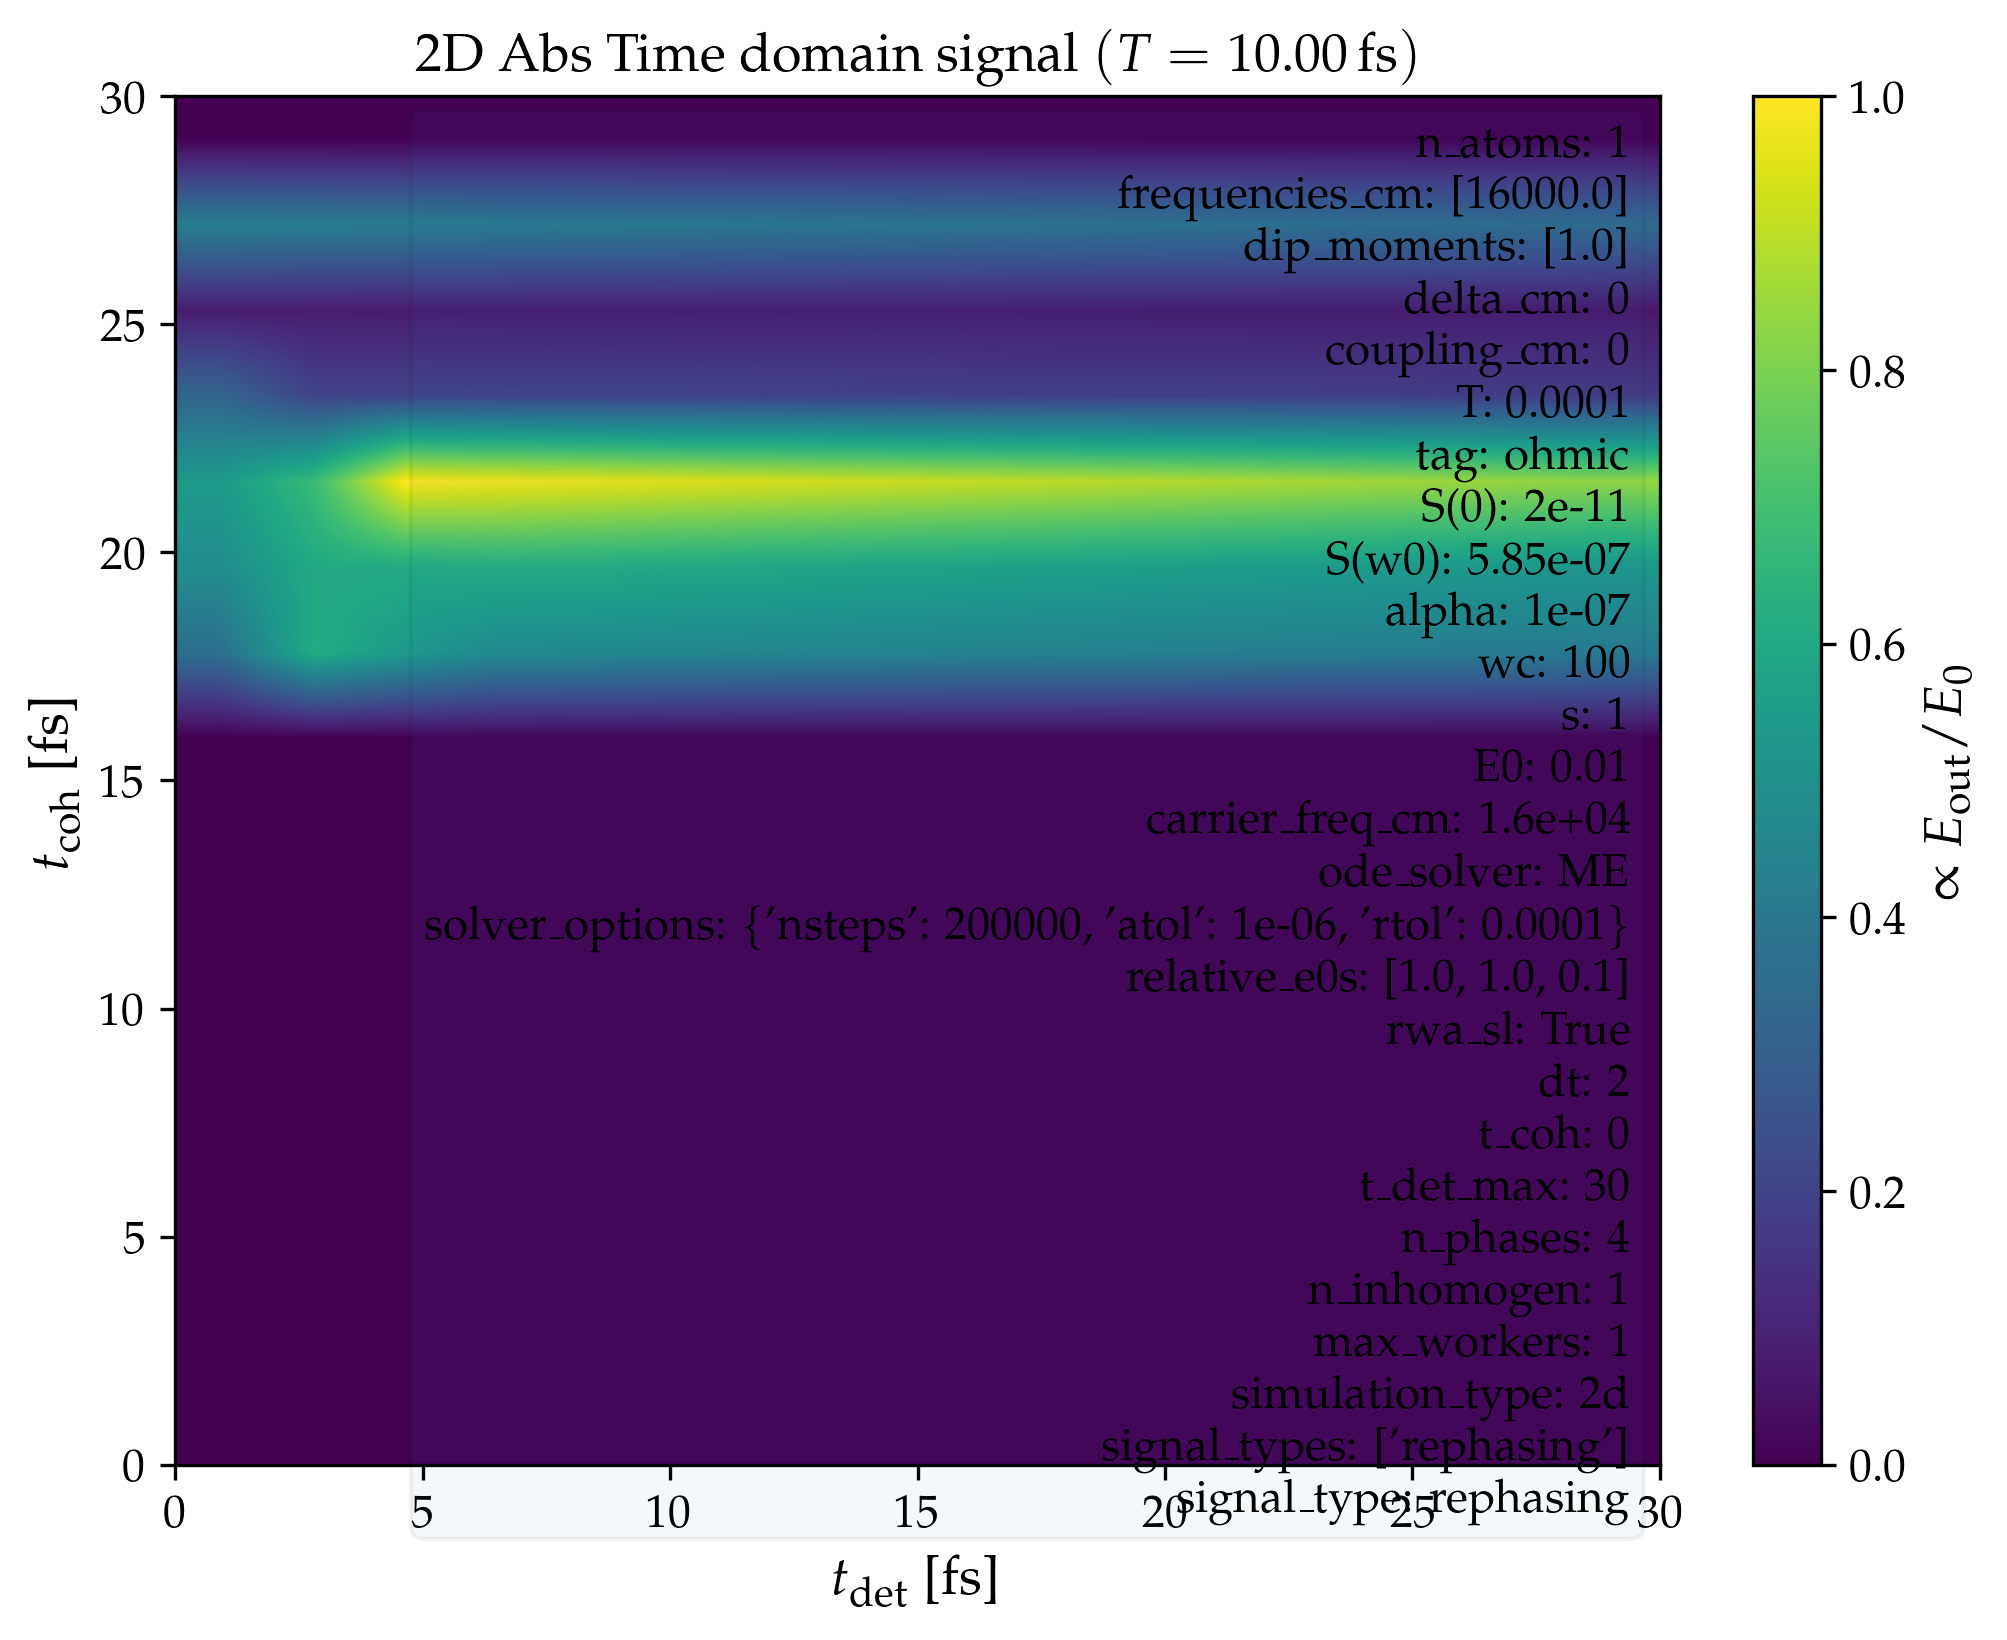 2D Abs Time domain signal (T = 10.00 fs)
30
25
20
15
10
5
0
t_coh [fs]
n_atoms: 1
frequencies_cm: [16000.0]
dip_moments: [1.0]
delta_cm: 0
coupling_cm: 0
T: 0.0001
tag: ohmic
S(0): 2e-11
S(w0): 5.85e-07
alpha: 1e-07
wc: 100
s: 1
E0: 0.01
carrier_freq_cm: 1.6e+04
ode_solver: ME
solver_options: {'nsteps': 200000, 'atol': 1e-06, 'rtol': 0.0001}
relative_e0s: [1.0, 1.0, 0.1]
rwa_sl: True
dt: 2
t_coh: 0
t_det_max: 30
n_phases: 4
n_inhomogen: 1
max_workers: 1
simulation_type: 2d
signal_types: ['rephasing']
signal_type: rephasing
0 5 10 15 20 25 30
t_det [fs]
1.0
0.8
0.6
0.4
0.2
0.0
∝ E_out / E_0